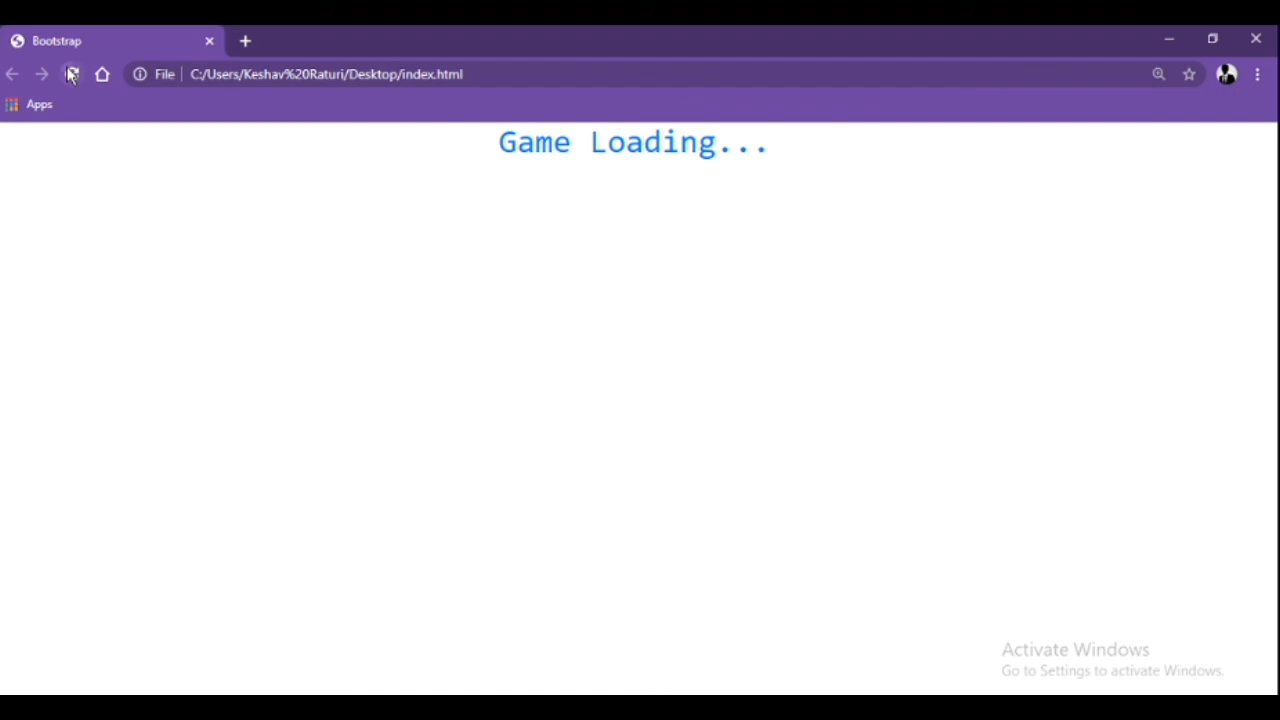 Bootstrap
File
C:/Users/Keshav%20Raturi/Desktop/index.html
Apps
Game Loading...
Activate Windows
Go to Settings to activate Windows.